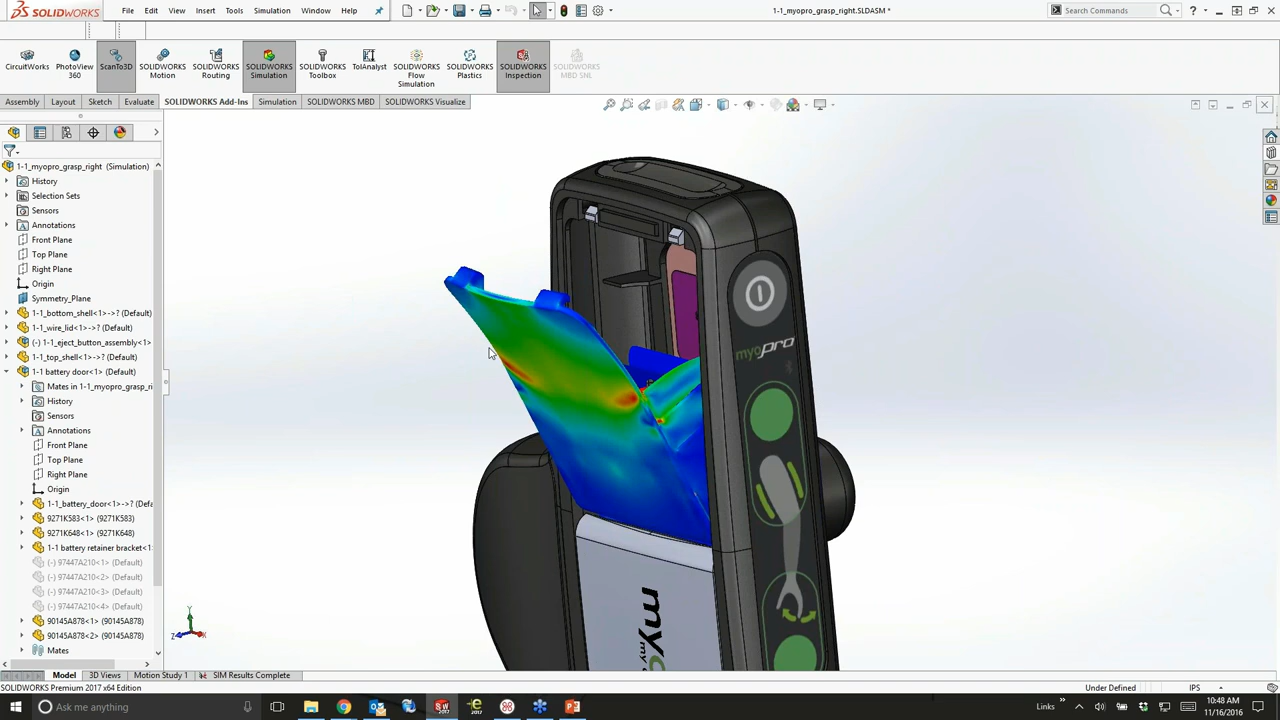 SOLIDWORKS
File
Edit
View
Insert
Tools
Simulation
Window
Help
1-1_myopro_grasp_right.SLDASM *
Search Commands
CircuitWorks
PhotoView
360
ScanTo3D
SOLIDWORKS
Motion
SOLIDWORKS
Routing
SOLIDWORKS
Simulation
SOLIDWORKS
Toolbox
TolAnalyst
SOLIDWORKS
Flow
Simulation
SOLIDWORKS
Plastics
SOLIDWORKS
Inspection
SOLIDWORKS
MBD SNL
Assembly
Layout
Sketch
Evaluate
SOLIDWORKS Add-Ins
Simulation
SOLIDWORKS MBD
SOLIDWORKS Visualize
1-1_myopro_grasp_right (Simulation)
History
Selection Sets
Sensors
Annotations
Front Plane
Top Plane
Right Plane
Origin
Symmetry_Plane
1-1_bottom_shell<1>->? (Default)
1-1_wire_lid<1>->? (Default)
(-) 1-1_eject_button_assembly<1>
1-1_top_shell<1>->? (Default)
1-1 battery door<1> (Default)
Mates in 1-1_myopro_grasp_ri
History
Sensors
Annotations
Front Plane
Top Plane
Right Plane
Origin
1-1_battery_door<1>->? (Defa
9271K583<1> (9271K583)
9271K648<1> (9271K648)
1-1 battery retainer bracket<1>
(-) 97447A210<1> (Default)
(-) 97447A210<2> (Default)
(-) 97447A210<3> (Default)
(-) 97447A210<4> (Default)
90145A878<1> (90145A878)
90145A878<2> (90145A878)
Mates
myopro
myo
Y
Z
X
Model
3D Views
Motion Study 1
SIM Results Complete
SOLIDWORKS Premium 2017 x64 Edition
Under Defined
IPS
Ask me anything
Links
10:48 AM
11/16/2016